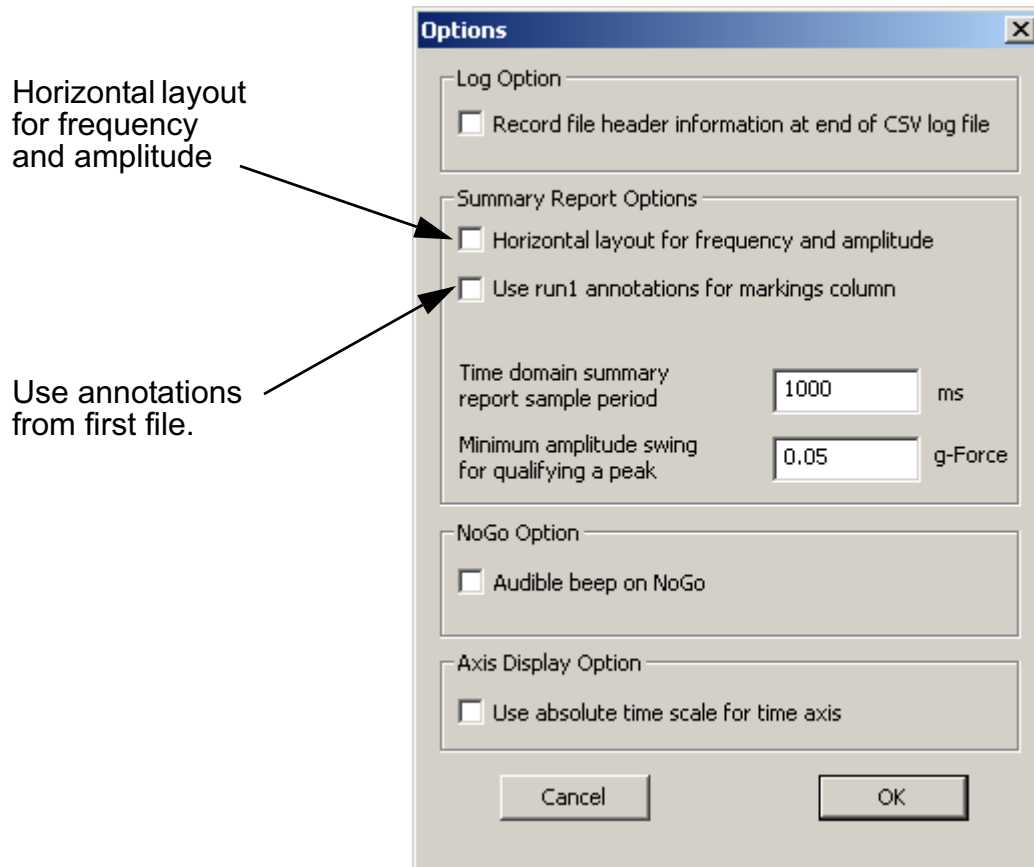 Options
Horizontal layout
for frequency
and amplitude
Log Option
Record file header information at end of CSV log file
Summary Report Options
Horizontal layout for frequency and amplitude
Use run1 annotations for markings column
Use annotations
from first file.
Time domain summary
report sample period
1000
ms
Minimum amplitude swing
for qualifying a peak
0.05
g-Force
NoGo Option
Audible beep on NoGo
Axis Display Option
Use absolute time scale for time axis
Cancel
OK